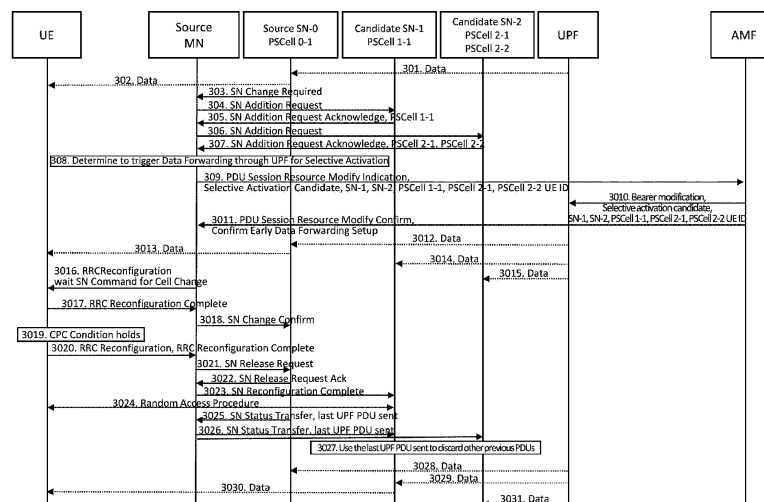 UE
Source
MN
Source SN-0
PSCell 0-1
Candidate SN-1
PSCell 1-1
Candidate SN-2
PSCell 2-1
PSCell 2-2
UPF
AMF
301. Data
302. Data
303. SN Change Required
304. SN Addition Request
305. SN Addition Request Acknowledge, PSCell 1-1
306. SN Addition Request
307. SN Addition Request Acknowledge, PSCell 2-1, PSCell 2-2
308. Determine to trigger Data Forwarding through UPF for Selective Activation
309. PDU Session Resource Modify Indication,
Selective Activation Candidate, SN-1, SN-2, PSCell 1-1, PSCell 2-1, PSCell 2-2 UE ID
3010. Bearer modification,
Selective activation candidate,
SN-1, SN-2, PSCell 1-1, PSCell 2-1, PSCell 2-2 UE ID
3011. PDU Session Resource Modify Confirm,
Confirm Early Data Forwarding Setup
3012. Data
3013. Data
3014. Data
3015. Data
3016. RRCReconfiguration
wait SN Command for Cell Change
3017. RRC Reconfiguration Complete
3018. SN Change Confirm
3019. CPC Condition holds
3020. RRC Reconfiguration, RRC Reconfiguration Complete
3021. SN Release Request
3022. SN Release Request Ack
3023. SN Reconfiguration Complete
3024. Random Access Procedure
3025. SN Status Transfer, last UPF PDU sent
3026. SN Status Transfer, last UPF PDU sent
3027. Use the last UPF PDU sent to discard other previous PDUs
3028. Data
3029. Data
3030. Data
3031. Data